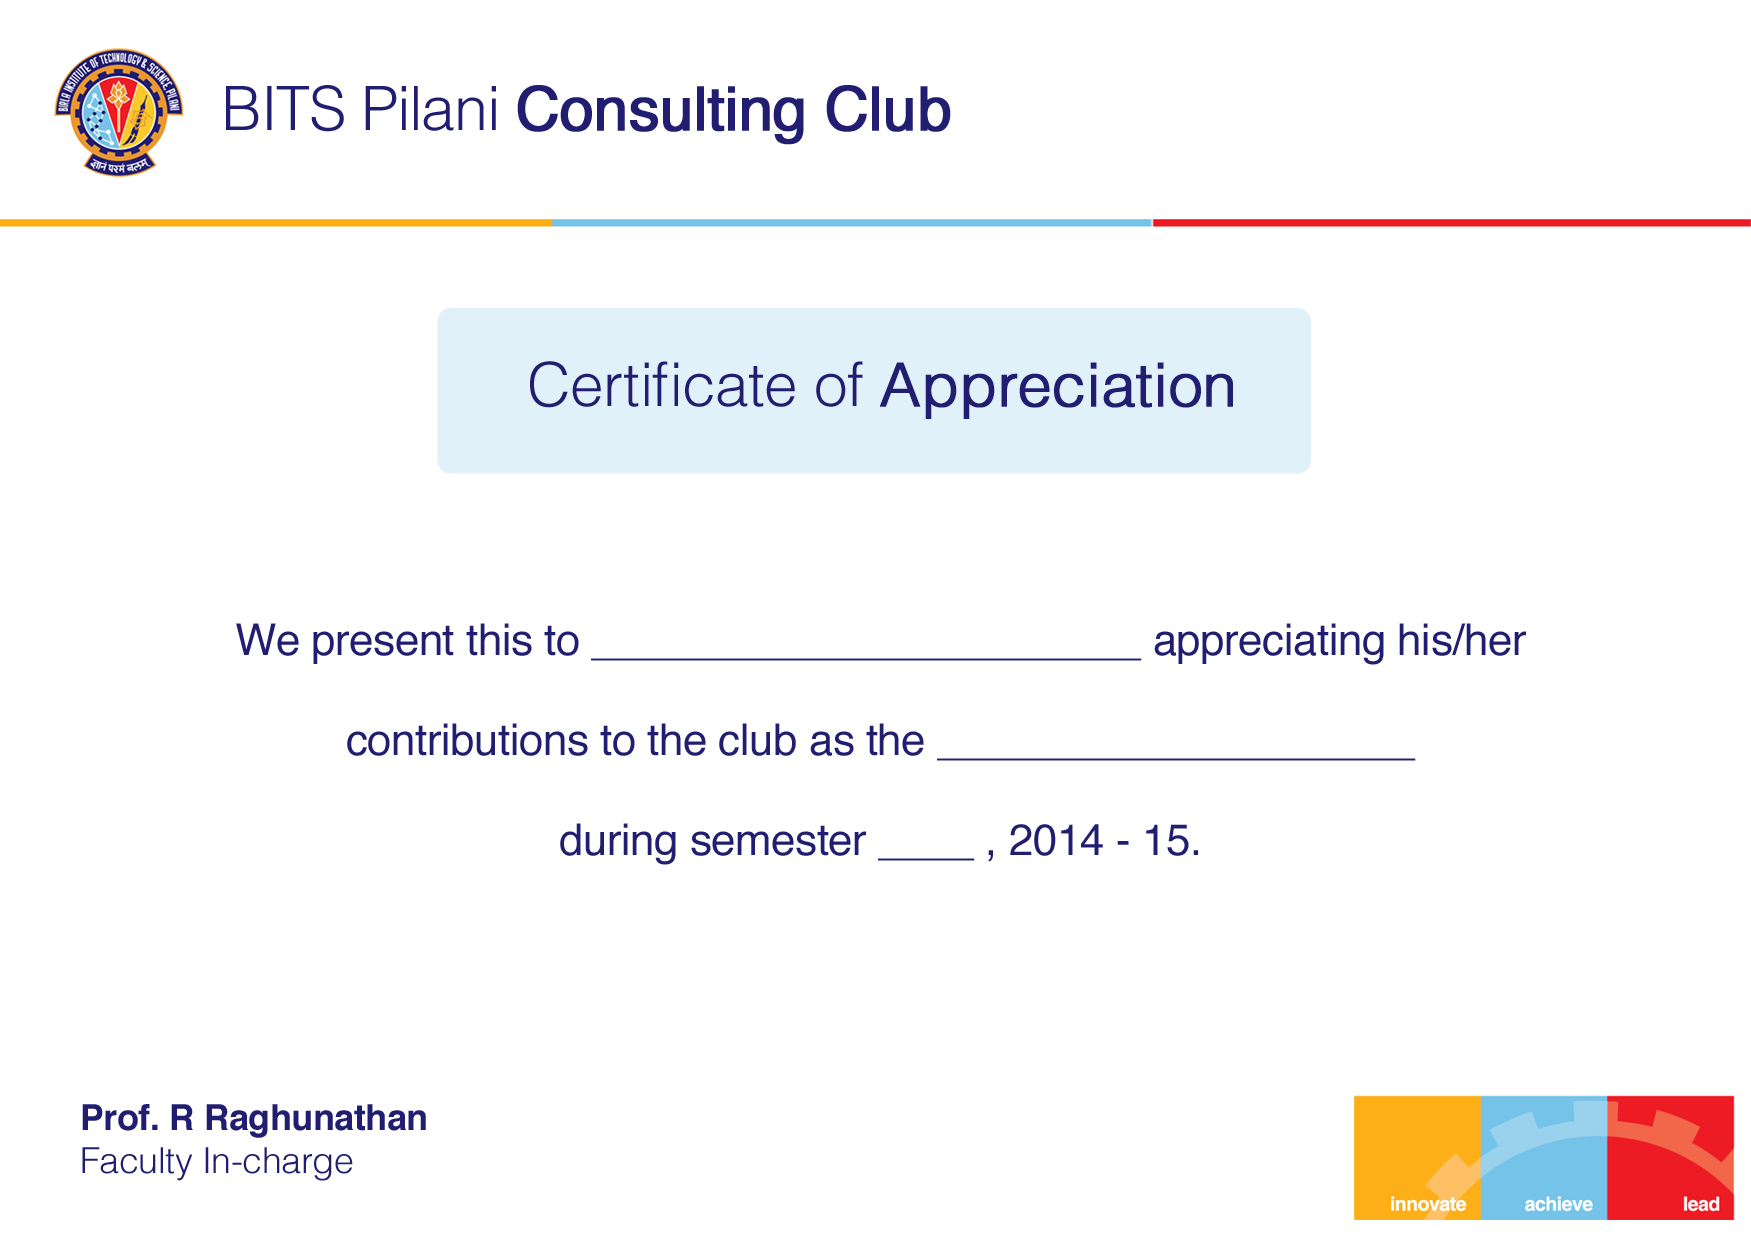 BIRLA INSTITUTE OF TECHNOLOGY & SCIENCE, PILANI
ज्ञानं परमं बलम्
BITS Pilani Consulting Club
Certificate of Appreciation
We present this to _______________________ appreciating his/her
contributions to the club as the ____________________
during semester ____ , 2014 - 15.
Prof. R Raghunathan
Faculty In-charge
innovate achieve lead